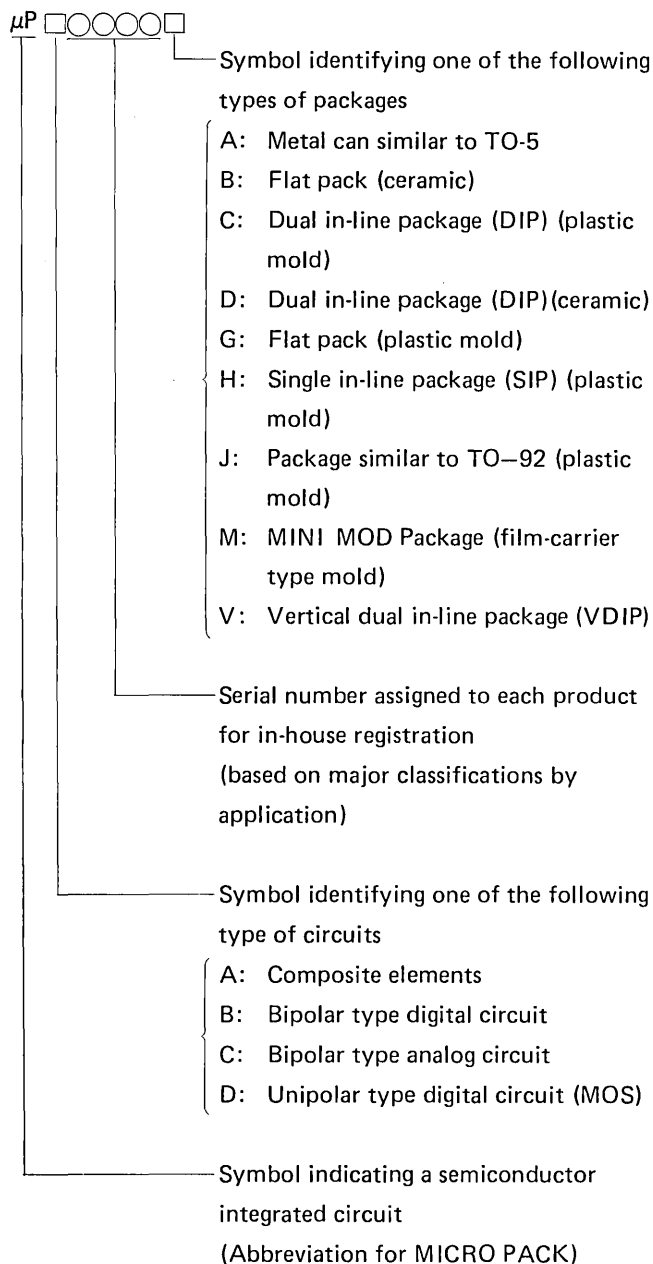 μP □○○○○□
Symbol identifying one of the following
types of packages
A: Metal can similar to TO-5
B: Flat pack (ceramic)
C: Dual in-line package (DIP) (plastic
mold)
D: Dual in-line package (DIP)(ceramic)
G: Flat pack (plastic mold)
H: Single in-line package (SIP) (plastic
mold)
J: Package similar to TO—92 (plastic
mold)
M: MINI MOD Package (film-carrier
type mold)
V: Vertical dual in-line package (VDIP)
Serial number assigned to each product
for in-house registration
(based on major classifications by
application)
Symbol identifying one of the following
type of circuits
A: Composite elements
B: Bipolar type digital circuit
C: Bipolar type analog circuit
D: Unipolar type digital circuit (MOS)
Symbol indicating a semiconductor
integrated circuit
(Abbreviation for MICRO PACK)